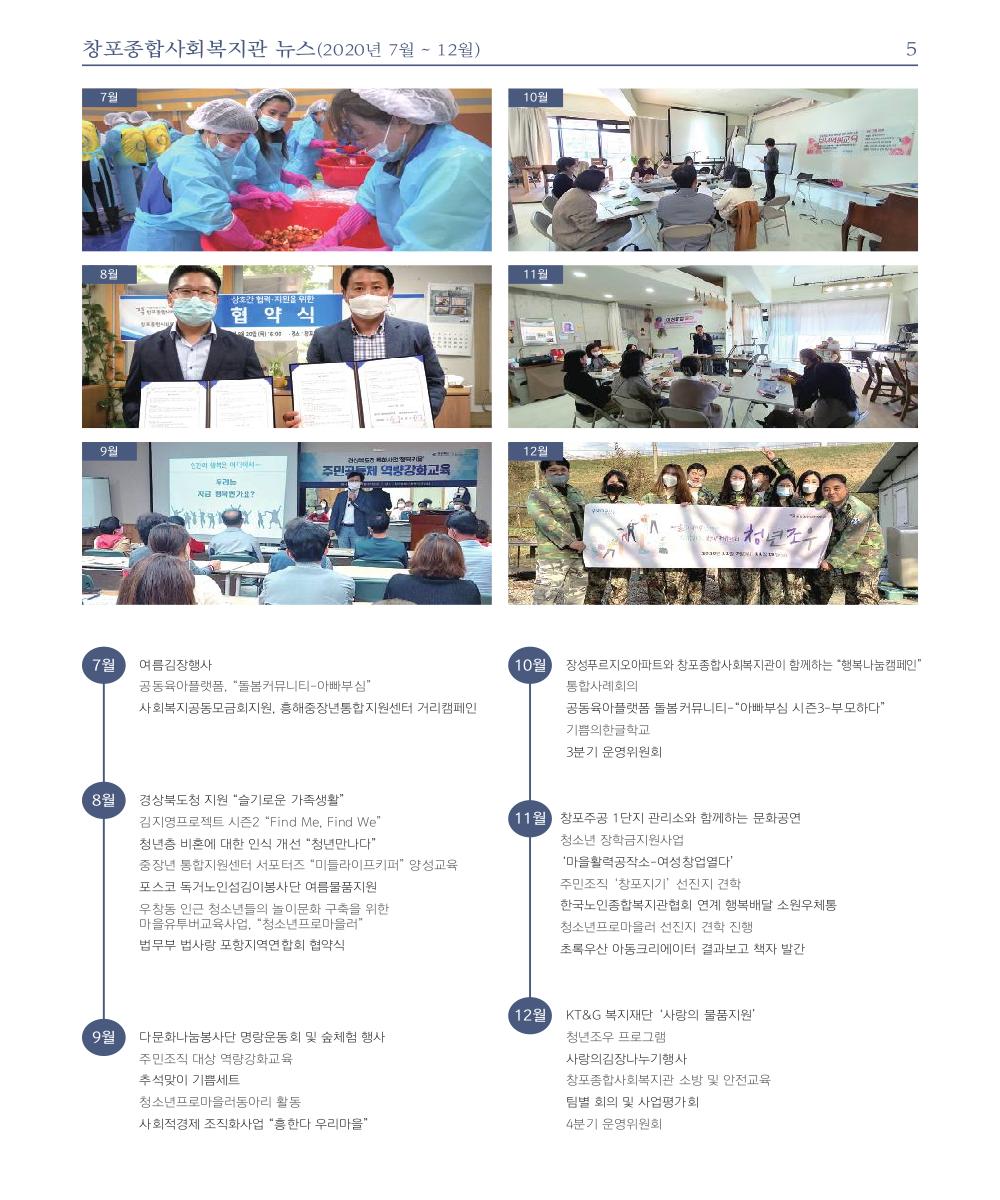 창포종합사회복지관 뉴스(2020년 7월 ~ 12월)
5
7월
10월
8월
상호간 협력·지원을 위한
협 약 식
11월
9월
인간의 행복은 어디에서~
우리는
지금 행복한가요?
주민공동체 역량강화교육
12월
청년조우
7월
여름김장행사
공동육아플랫폼, “돌봄커뮤니티-아빠부심”
사회복지공동모금회지원, 흥해중장년통합지원센터 거리캠페인
8월
경상북도청 지원 “슬기로운 가족생활”
김지영프로젝트 시즌2 “Find Me, Find We”
청년층 비혼에 대한 인식 개선 “청년만나다”
중장년 통합지원센터 서포터즈 “미들라이프키퍼” 양성교육
포스코 독거노인섬김이봉사단 여름물품지원
우창동 인근 청소년들의 놀이문화 구축을 위한
마을유투버교육사업, “청소년프로마을러”
법무부 법사랑 포항지역연합회 협약식
9월
다문화나눔봉사단 명랑운동회 및 숲체험 행사
주민조직 대상 역량강화교육
추석맞이 기쁨세트
청소년프로마을러동아리 활동
사회적경제 조직화사업 “흥한다 우리마을”
10월
장성푸르지오아파트와 창포종합사회복지관이 함께하는 “행복나눔캠페인”
통합사례회의
공동육아플랫폼 돌봄커뮤니티-“아빠부심 시즌3-부모하다”
기쁨의한글학교
3분기 운영위원회
11월
창포주공 1단지 관리소와 함께하는 문화공연
청소년 장학금지원사업
‘마을활력공작소-여성창업열다’
주민조직 ‘창포지기’ 선진지 견학
한국노인종합복지관협회 연계 행복배달 소원우체통
청소년프로마을러 선진지 견학 진행
초록우산 아동크리에이터 결과보고 책자 발간
12월
KT&G 복지재단 ‘사랑의 물품지원’
청년조우 프로그램
사랑의김장나누기행사
창포종합사회복지관 소방 및 안전교육
팀별 회의 및 사업평가회
4분기 운영위원회